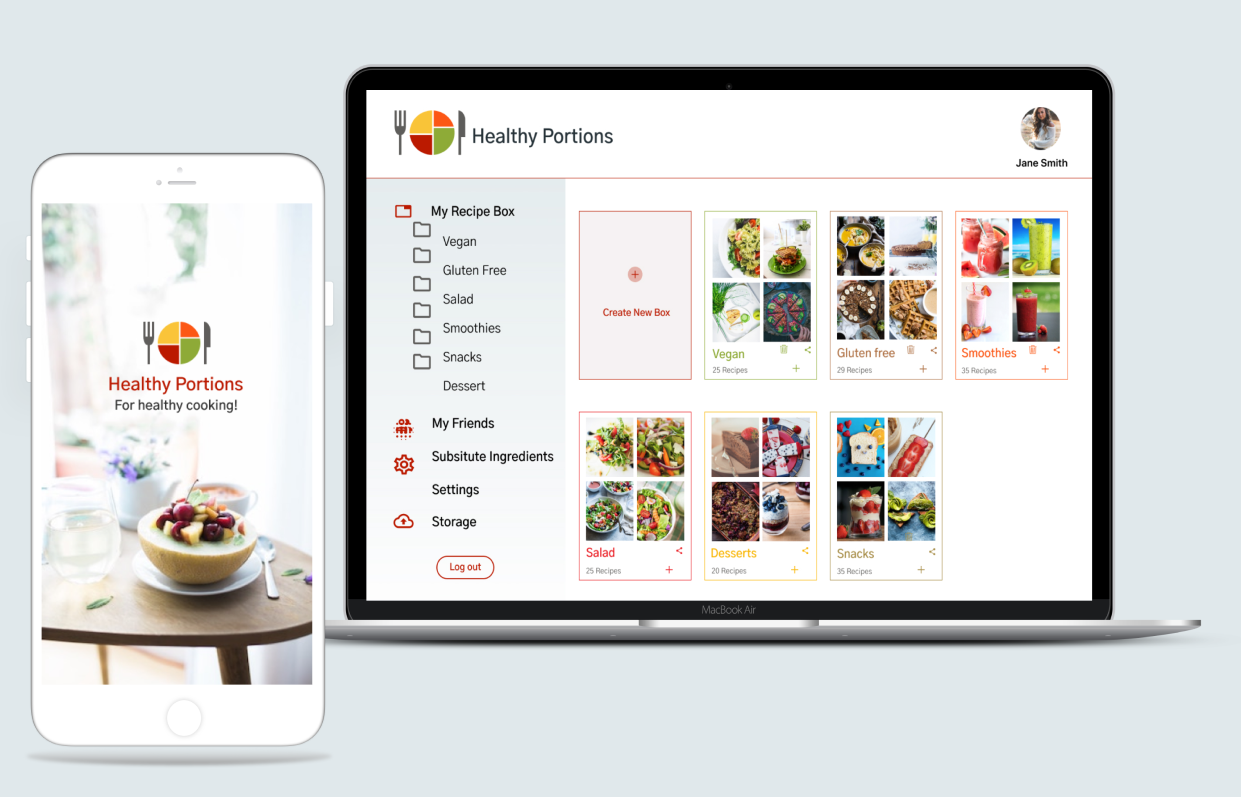 Healthy Portions
For healthy cooking!
Healthy Portions
Jane Smith
My Recipe Box
Vegan
Gluten Free
Salad
Smoothies
Snacks
Dessert
My Friends
Subsitute Ingredients
Settings
Storage
Log out
Create New Box
Vegan
25 Recipes
Gluten free
29 Recipes
Smoothies
35 Recipes
Salad
25 Recipes
Desserts
20 Recipes
Snacks
35 Recipes
MacBook Air